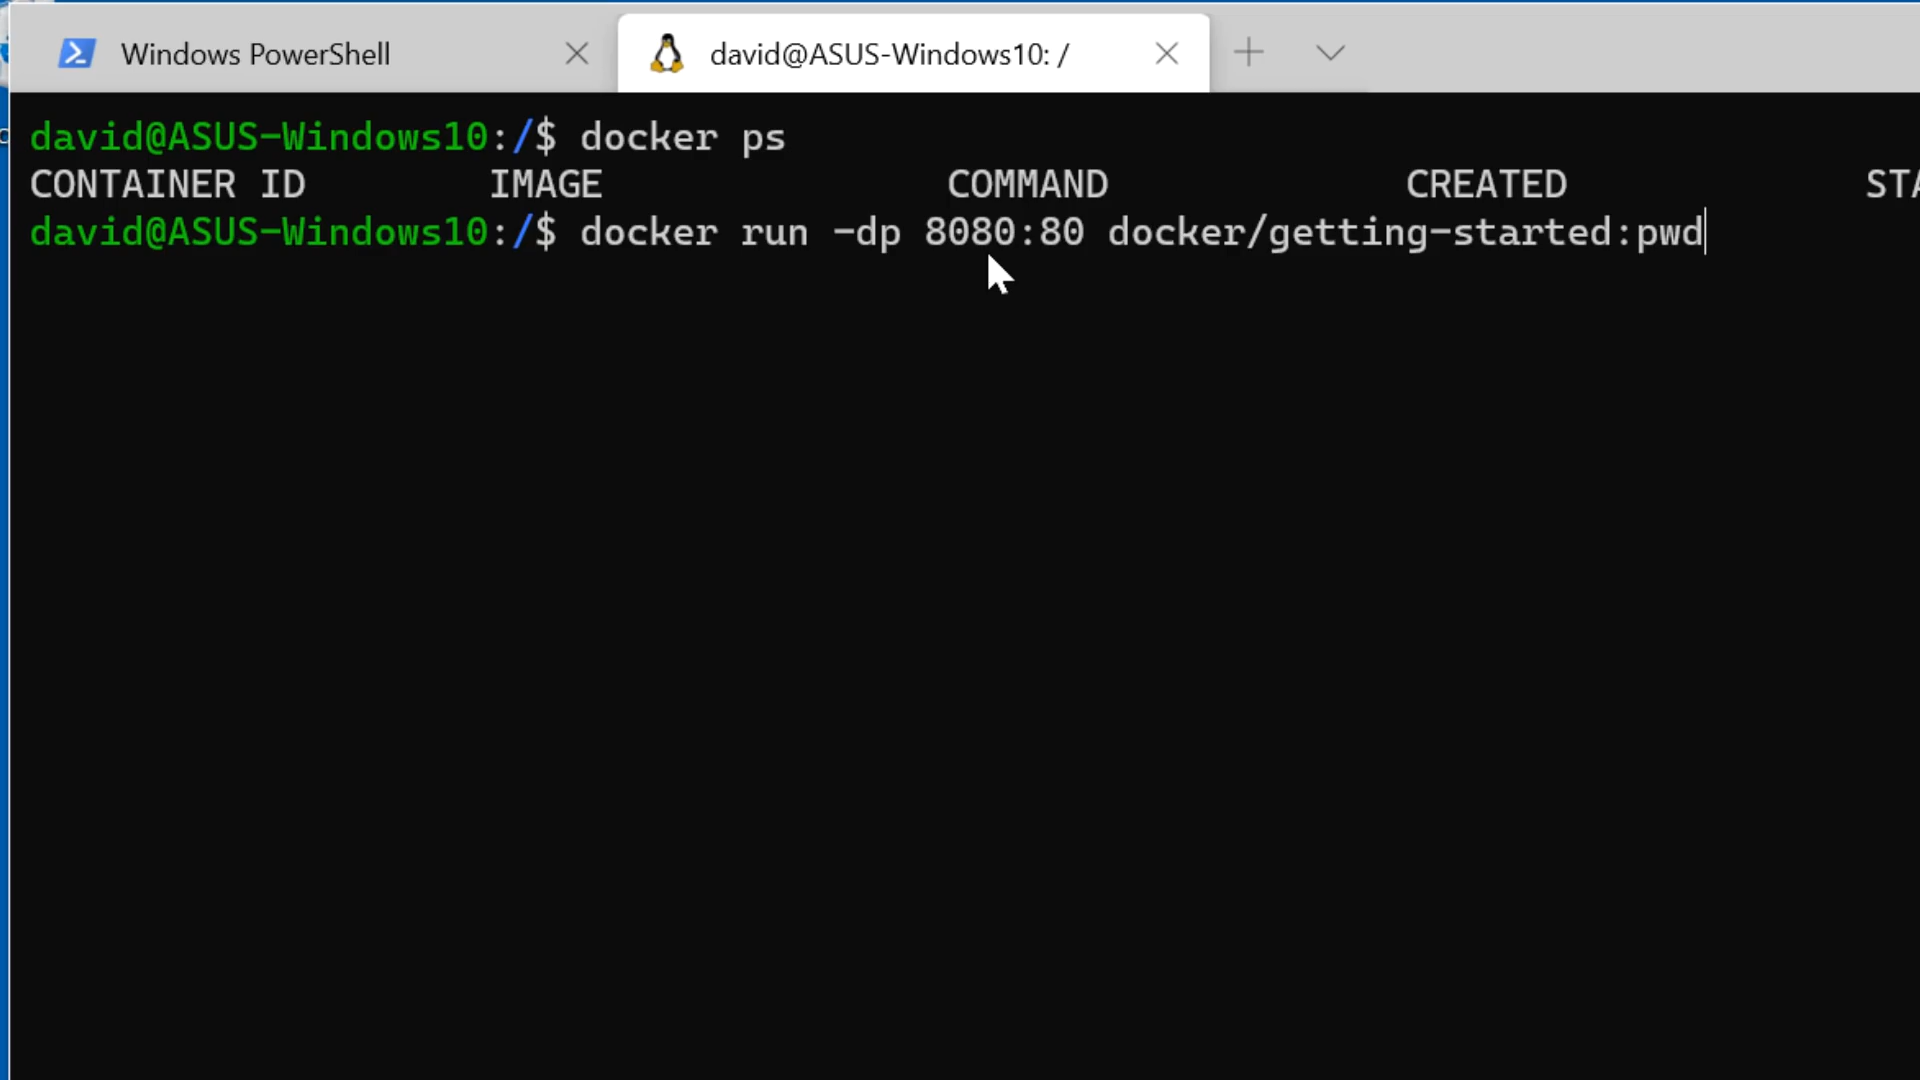 Windows PowerShell
david@ASUS-Windows10: /
david@ASUS-Windows10:/$ docker ps
CONTAINER ID IMAGE COMMAND CREATED STA
david@ASUS-Windows10:/$ docker run -dp 8080:80 docker/getting-started:pwd